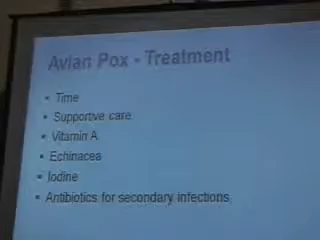 Avian Pox - Treatment
• Time
• Supportive care
• Vitamin A
• Echinacea
• Iodine
• Antibiotics for secondary infections